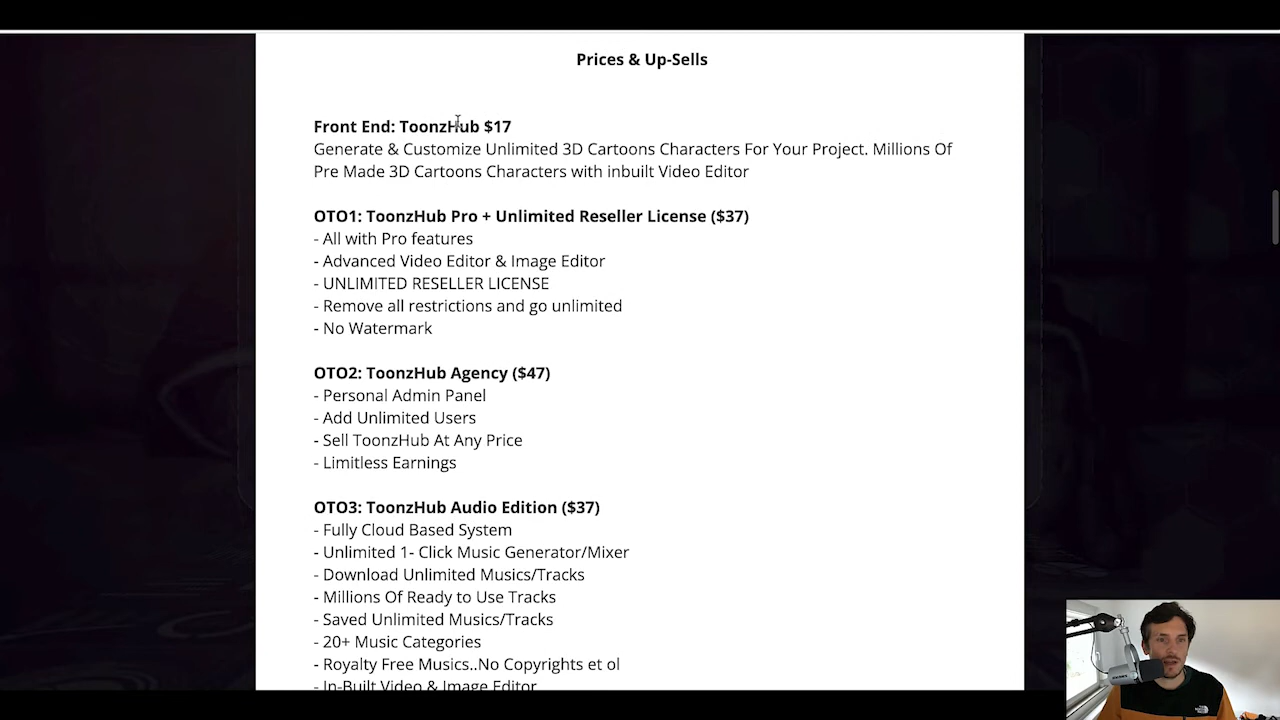 Prices & Up-Sells
Front End: ToonzHub $17
Generate & Customize Unlimited 3D Cartoons Characters For Your Project. Millions Of
Pre Made 3D Cartoons Characters with inbuilt Video Editor
OTO1: ToonzHub Pro + Unlimited Reseller License ($37)
- All with Pro features
- Advanced Video Editor & Image Editor
- UNLIMITED RESELLER LICENSE
- Remove all restrictions and go unlimited
- No Watermark
OTO2: ToonzHub Agency ($47)
- Personal Admin Panel
- Add Unlimited Users
- Sell ToonzHub At Any Price
- Limitless Earnings
OTO3: ToonzHub Audio Edition ($37)
- Fully Cloud Based System
- Unlimited 1- Click Music Generator/Mixer
- Download Unlimited Musics/Tracks
- Millions Of Ready to Use Tracks
- Saved Unlimited Musics/Tracks
- 20+ Music Categories
- Royalty Free Musics..No Copyrights et ol
- In-Built Video & Image Editor